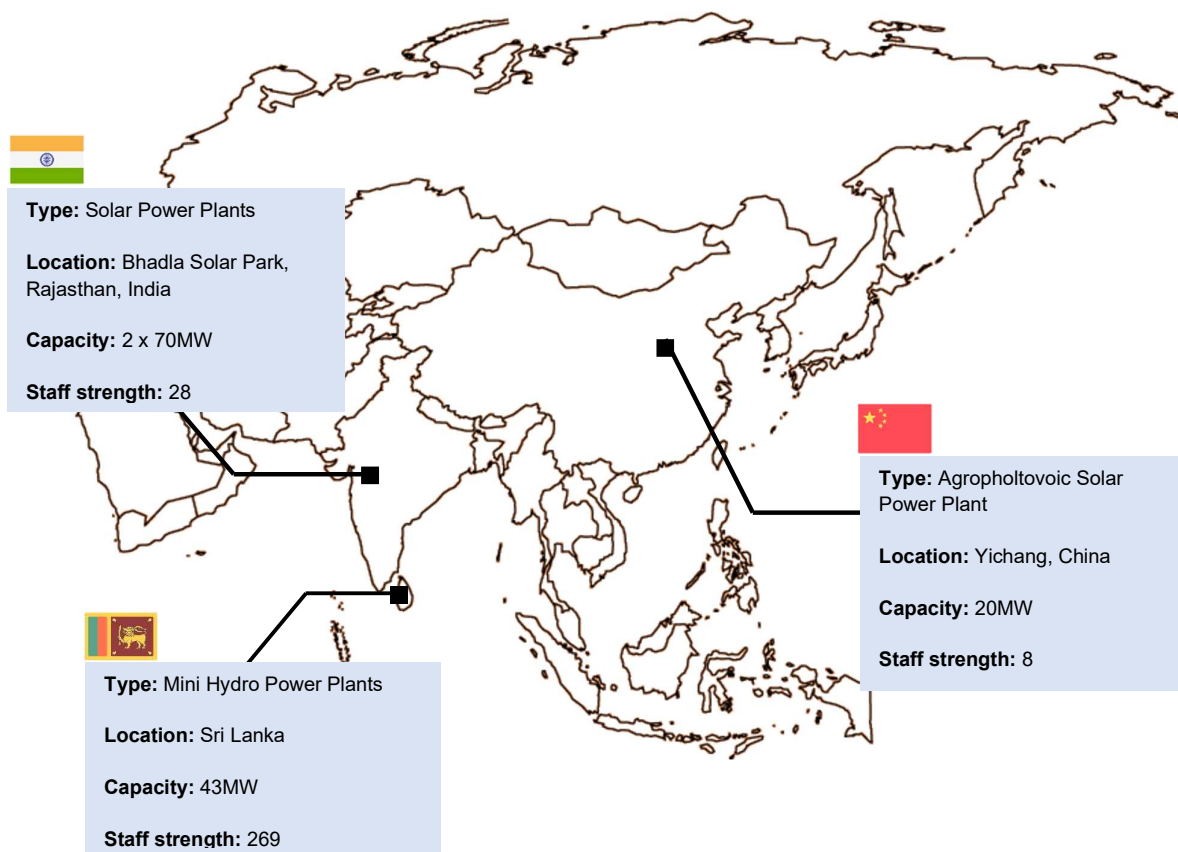 Type: Solar Power Plants
Location: Bhadla Solar Park,
Rajasthan, India
Capacity: 2 x 70MW
Staff strength: 28
Type: Agropholtovoic Solar
Power Plant
Location: Yichang, China
Capacity: 20MW
Staff strength: 8
Type: Mini Hydro Power Plants
Location: Sri Lanka
Capacity: 43MW
Staff strength: 269